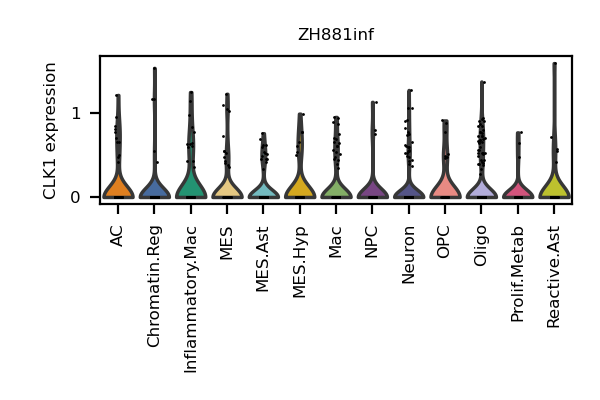 ZH881inf
CLK1 expression
1
0
AC
Chromatin.Reg
Inflammatory.Mac
MES
MES.Ast
MES.Hyp
Mac
NPC
Neuron
OPC
Oligo
Prolif.Metab
Reactive.Ast